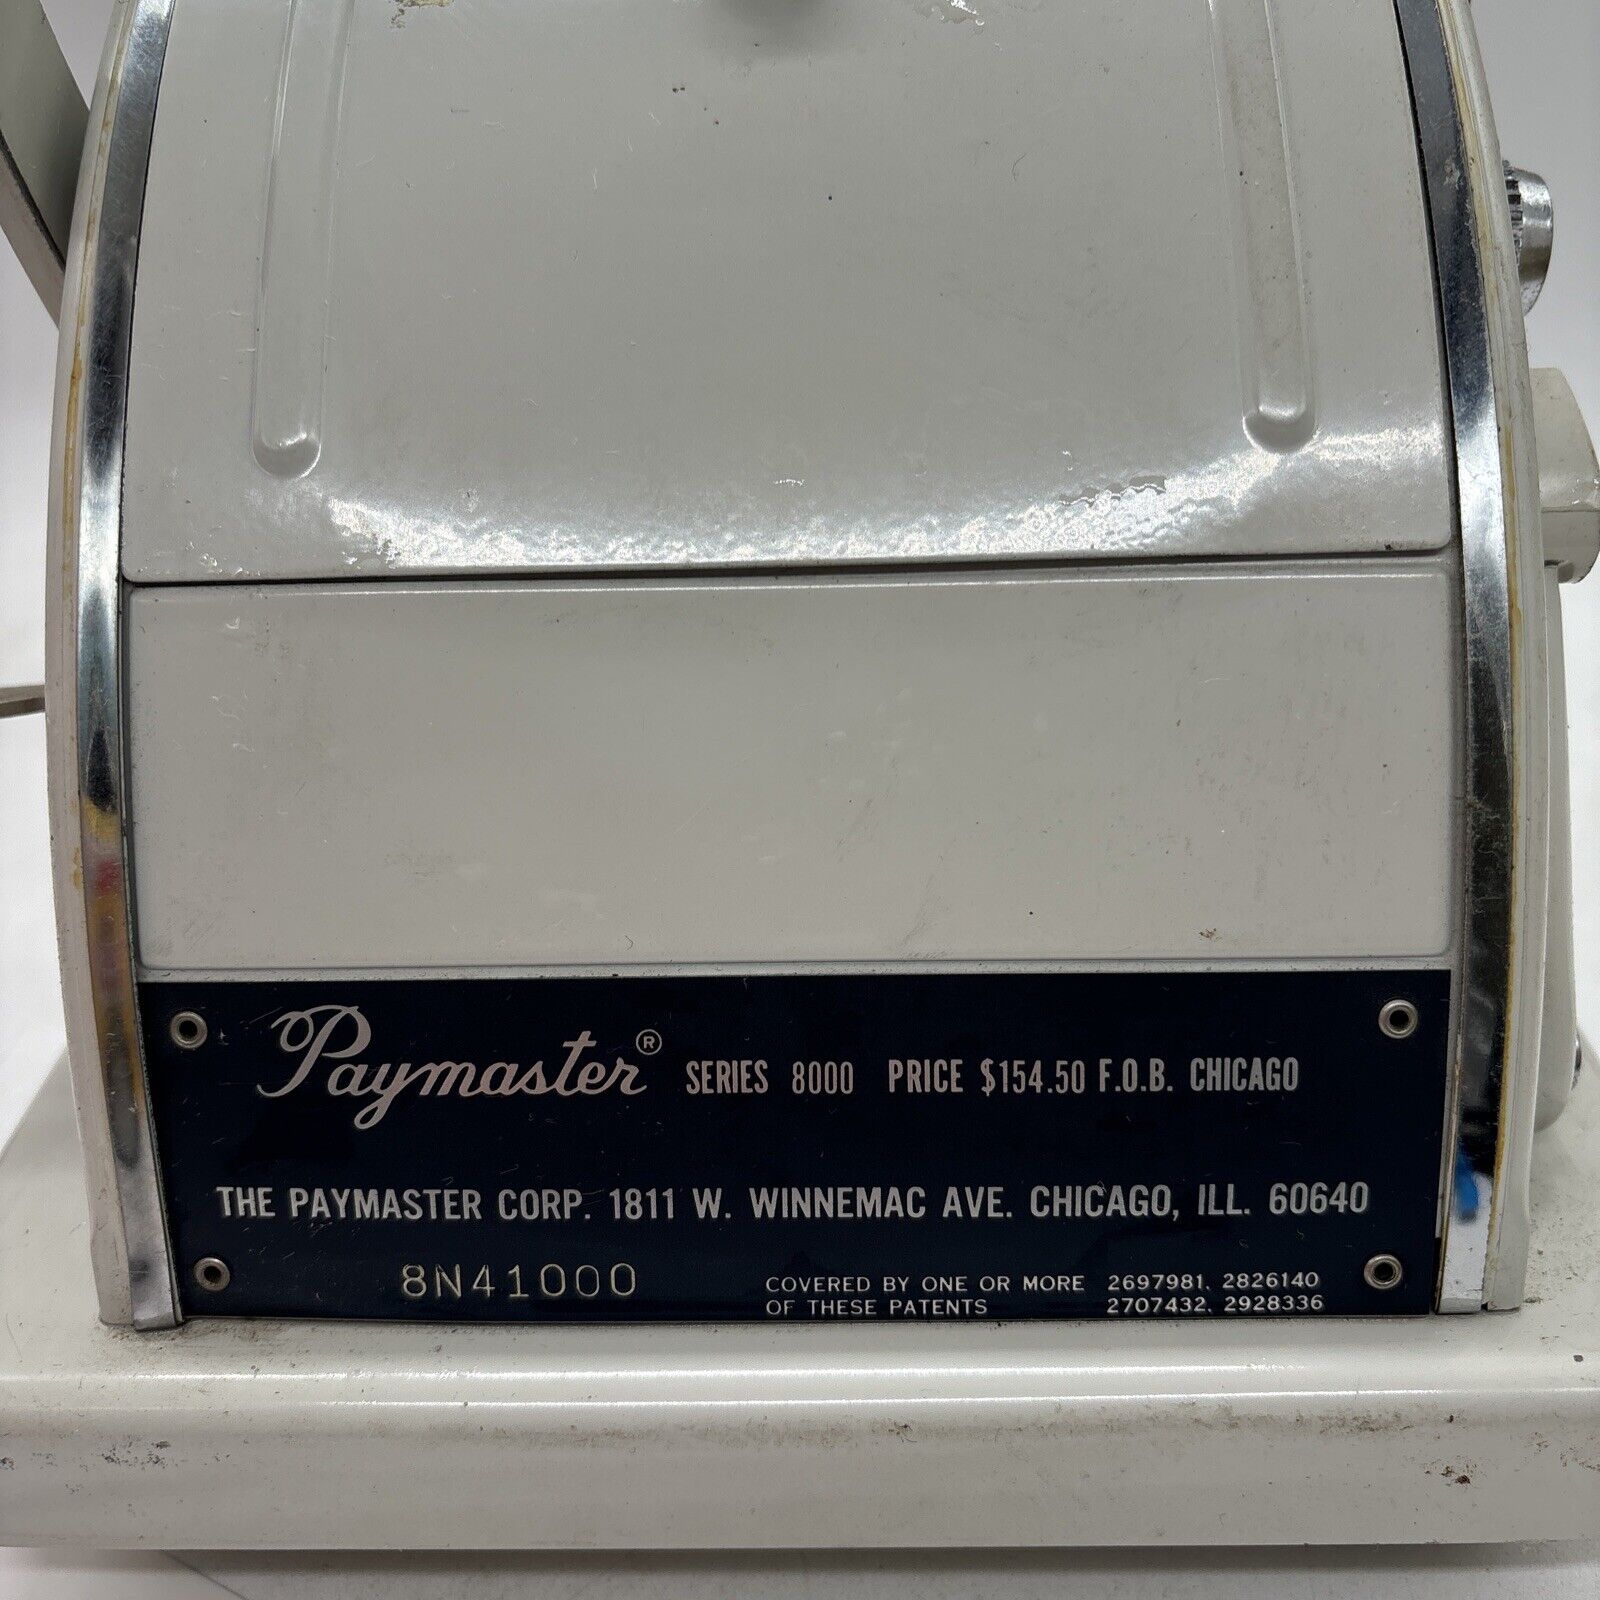 Paymaster® SERIES 8000 PRICE $154.50 F.O.B. CHICAGO
THE PAYMASTER CORP. 1811 W. WINNEMAC AVE. CHICAGO, ILL. 60640
8N41000
COVERED BY ONE OR MORE 2697981, 2826140
OF THESE PATENTS 2707432, 2928336